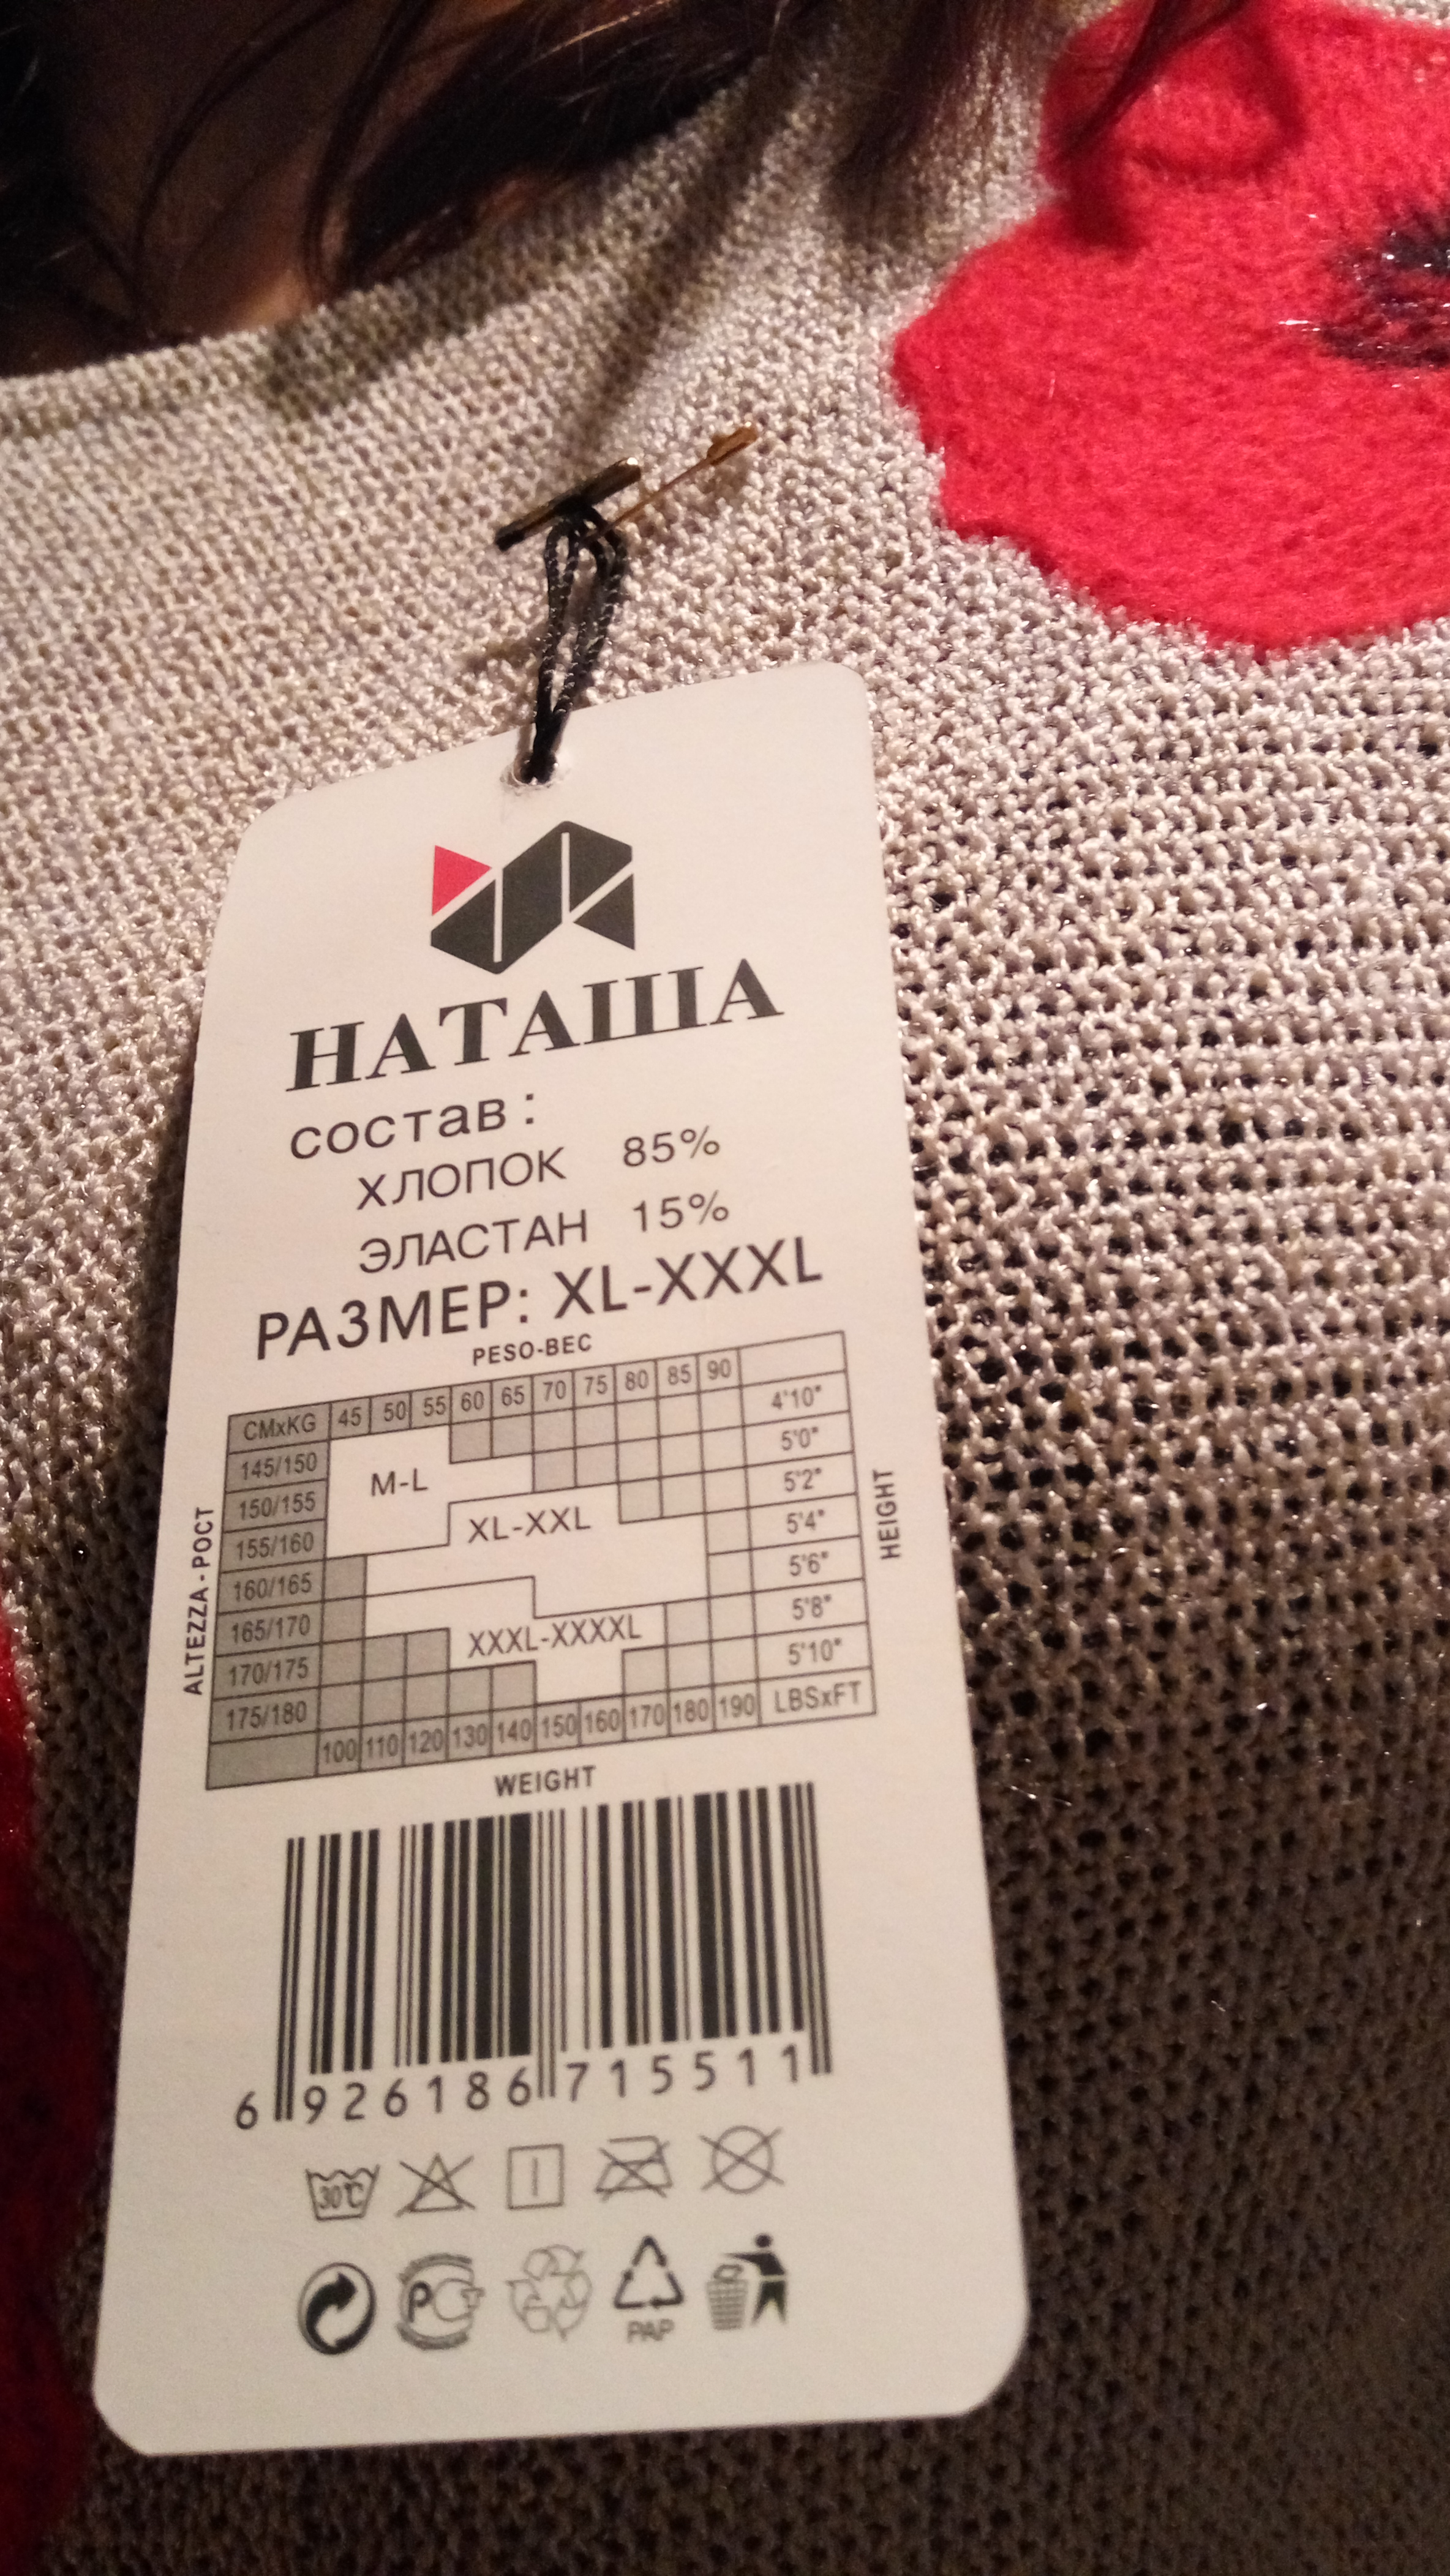 НАТАША
состав:
ХЛОПОК 85%
ЭЛАСТАН 15%
РАЗМЕР: XL-XXXL
PESO-ВЕС
CMxKG 45 50 55 60 65 70 75 80 85 90
145/150 4'10"
150/155 M-L 5'0"
155/160 XL-XXL 5'2"
160/165 5'4"
165/170 5'6"
170/175 XXXL-XXXXL 5'8"
175/180 5'10"
100 110 120 130 140 150 160 170 180 190 LBSxFT
ALTEZZA - РОСТ
HEIGHT
WEIGHT
6 926186 715511
30°C
РС
PAP